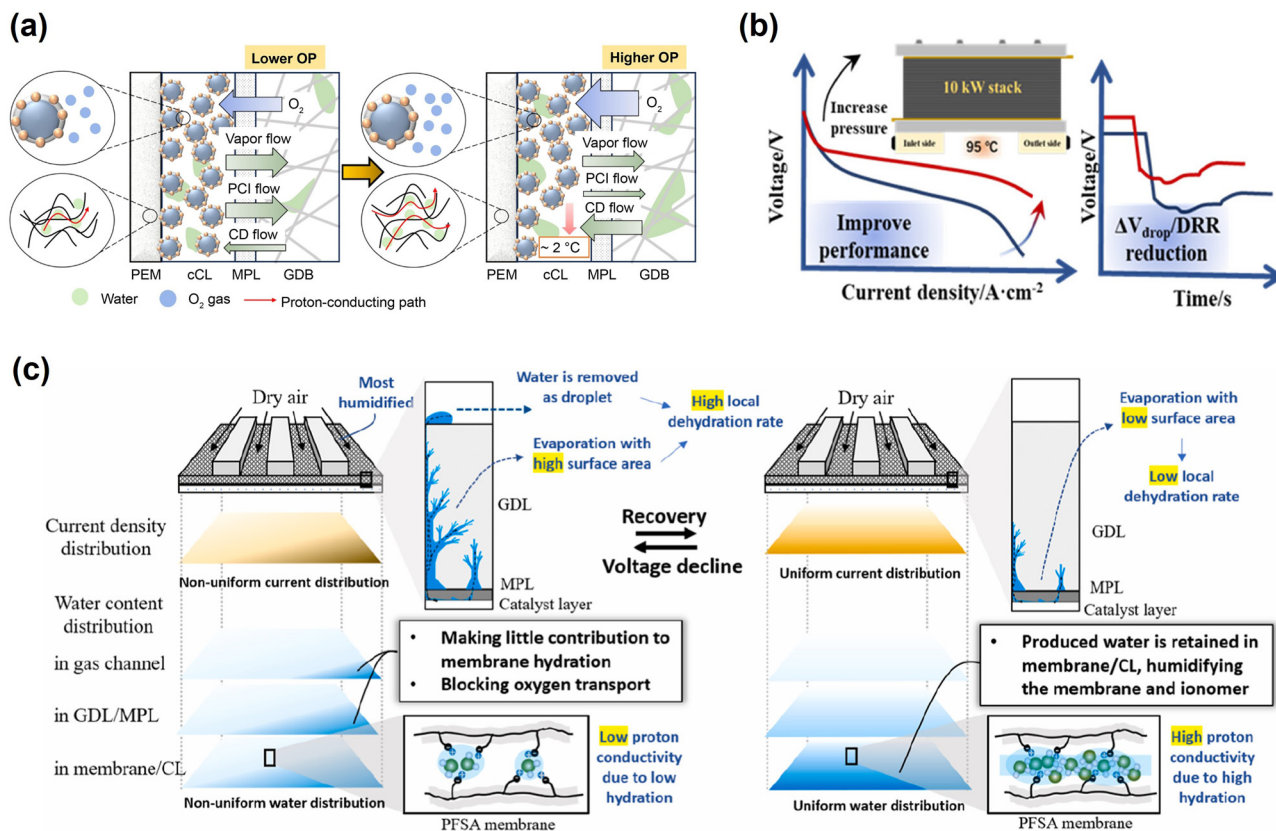 (a)
Lower OP
O₂
Vapor flow
PCI flow
CD flow
PEM cCL MPL GDB
Higher OP
O₂
Vapor flow
PCI flow
CD flow
~ 2 °C
PEM cCL MPL GDB
Water O₂ gas Proton-conducting path
(b)
Voltage/V
Increase
pressure
10 kW stack
Inlet side
95 °C
Outlet side
Improve
performance
Current density/A·cm⁻²
Voltage/V
ΔVdrop/DRR
reduction
Time/s
(c)
Dry air
Most
humidified
Water is removed
as droplet
High local
dehydration rate
Evaporation with
high surface area
GDL
MPL
Catalyst layer
Current density
distribution
Non-uniform current distribution
Water content
distribution
in gas channel
in GDL/MPL
in membrane/CL
Non-uniform water distribution
• Making little contribution to
membrane hydration
• Blocking oxygen transport
Low proton
conductivity
due to low
hydration
PFSA membrane
Recovery
Voltage decline
Dry air
Evaporation with
low surface area
Low local
dehydration rate
GDL
MPL
Catalyst layer
Uniform current distribution
• Produced water is retained in
membrane/CL, humidifying
the membrane and ionomer
Uniform water distribution
High proton
conductivity
due to high
hydration
PFSA membrane